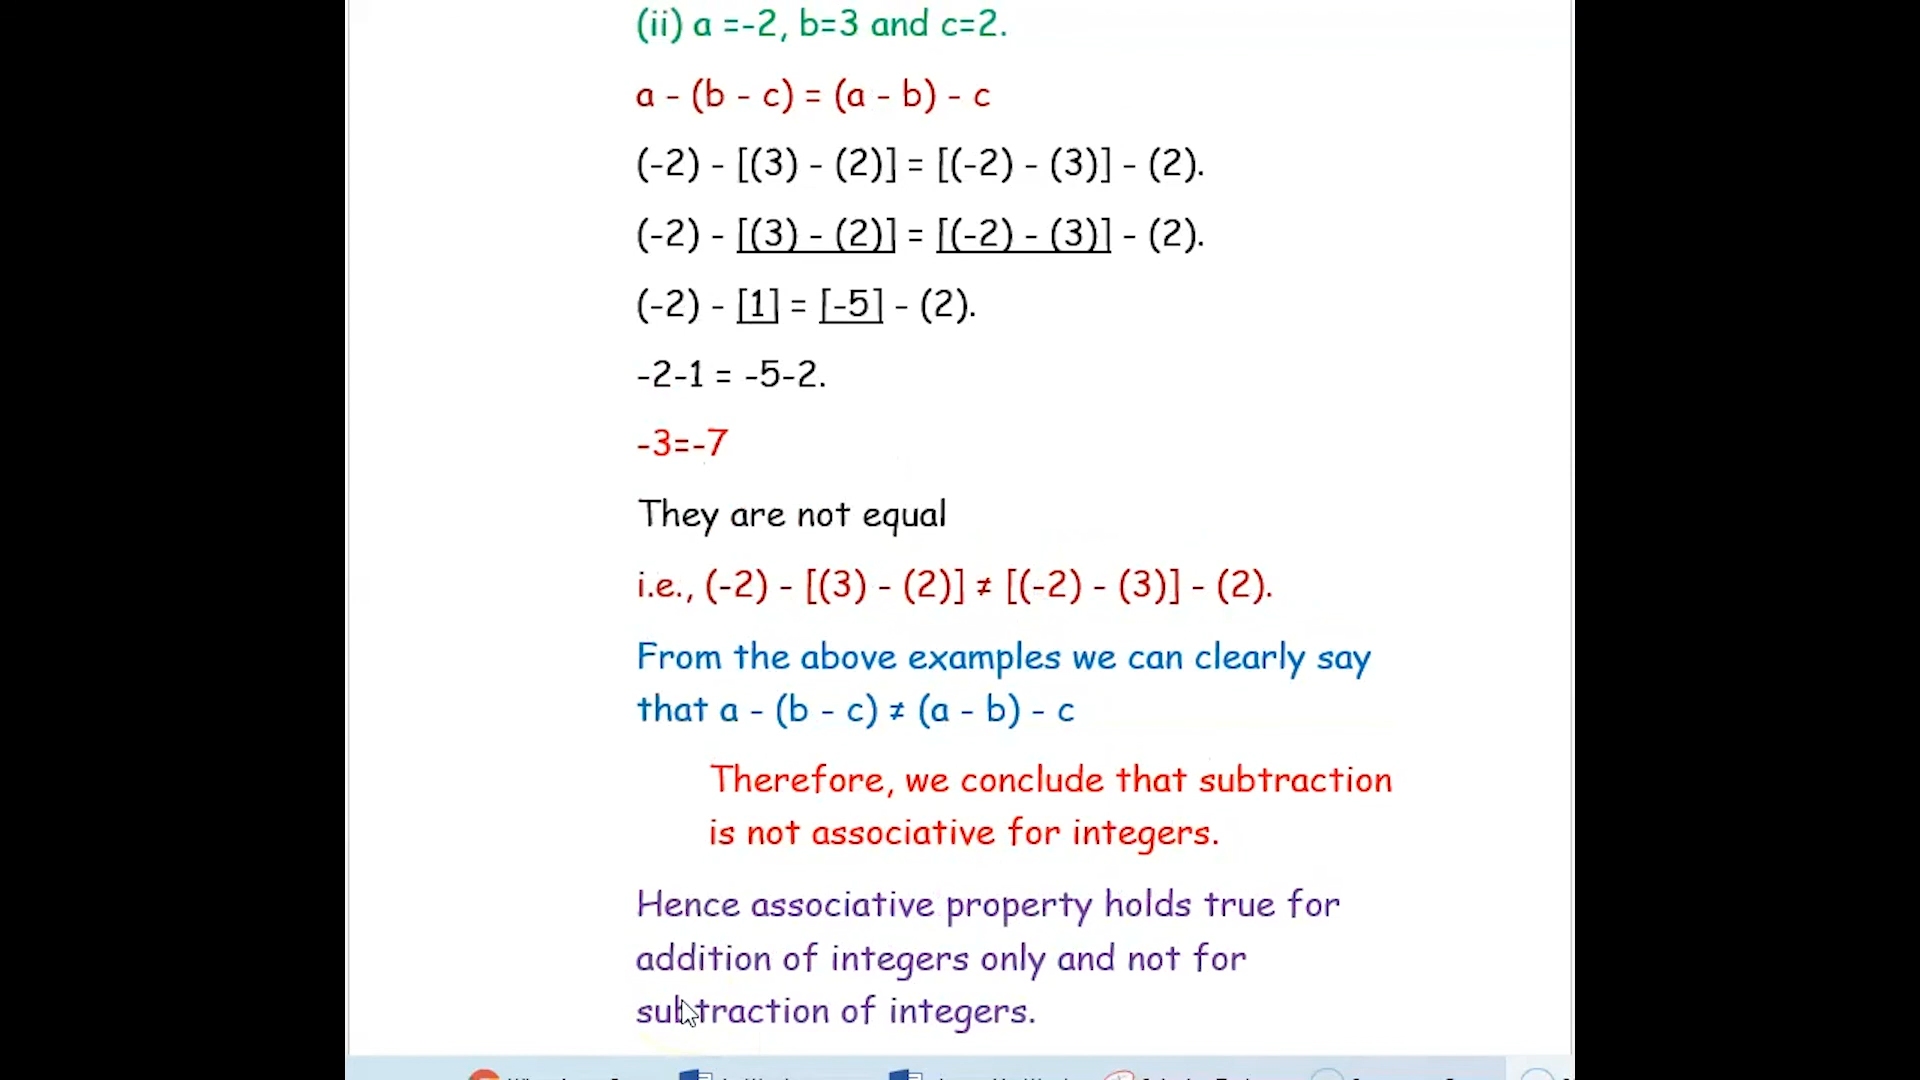 (ii) a =-2, b=3 and c=2.
a - (b - c) = (a - b) - c
(-2) - [(3) - (2)] = [(-2) - (3)] - (2).
(-2) - [(3) - (2)] = [(-2) - (3)] - (2).
(-2) - [1] = [-5] - (2).
-2-1 = -5-2.
-3=-7
They are not equal
i.e., (-2) - [(3) - (2)] ≠ [(-2) - (3)] - (2).
From the above examples we can clearly say
that a - (b - c) ≠ (a - b) - c
Therefore, we conclude that subtraction
is not associative for integers.
Hence associative property holds true for
addition of integers only and not for
subtraction of integers.